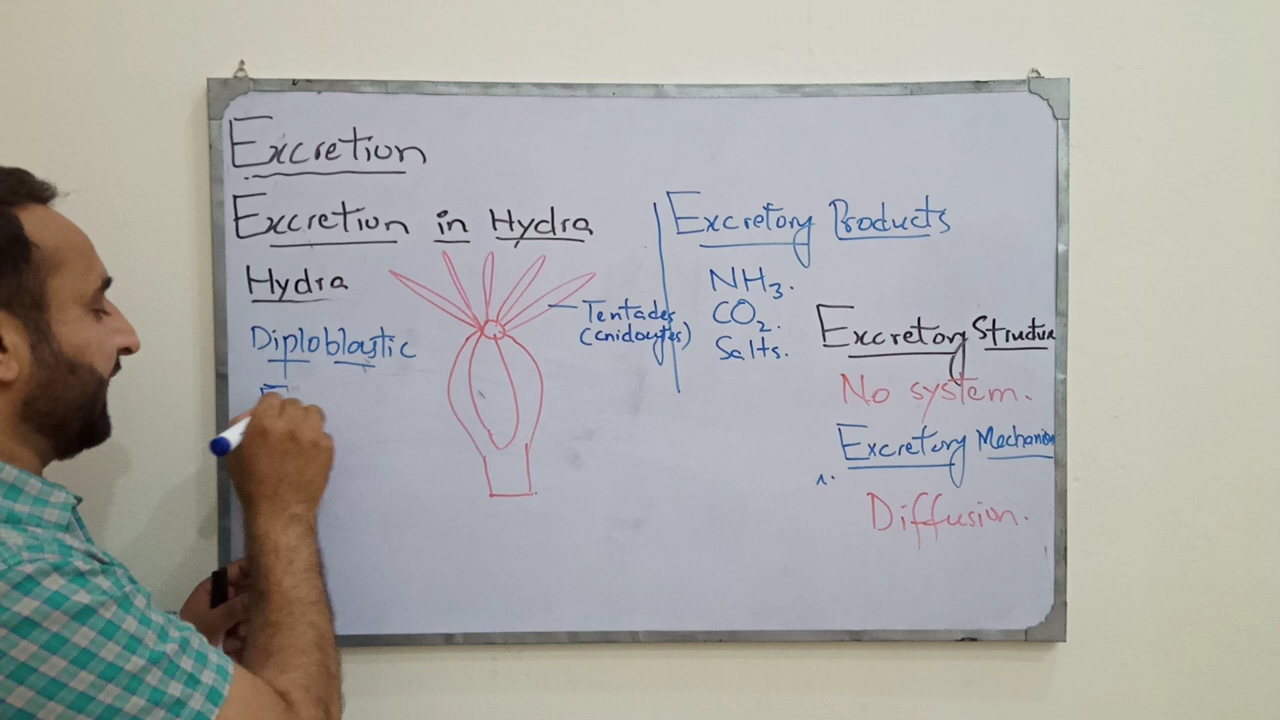 Excretion
Excretion in Hydra
Hydra
Diploblastic
Tentacles
(cnidocytes)
Excretory Products
NH3.
CO2.
Salts.
Excretory Structure
No system.
Excretory Mechanism
Diffusion.